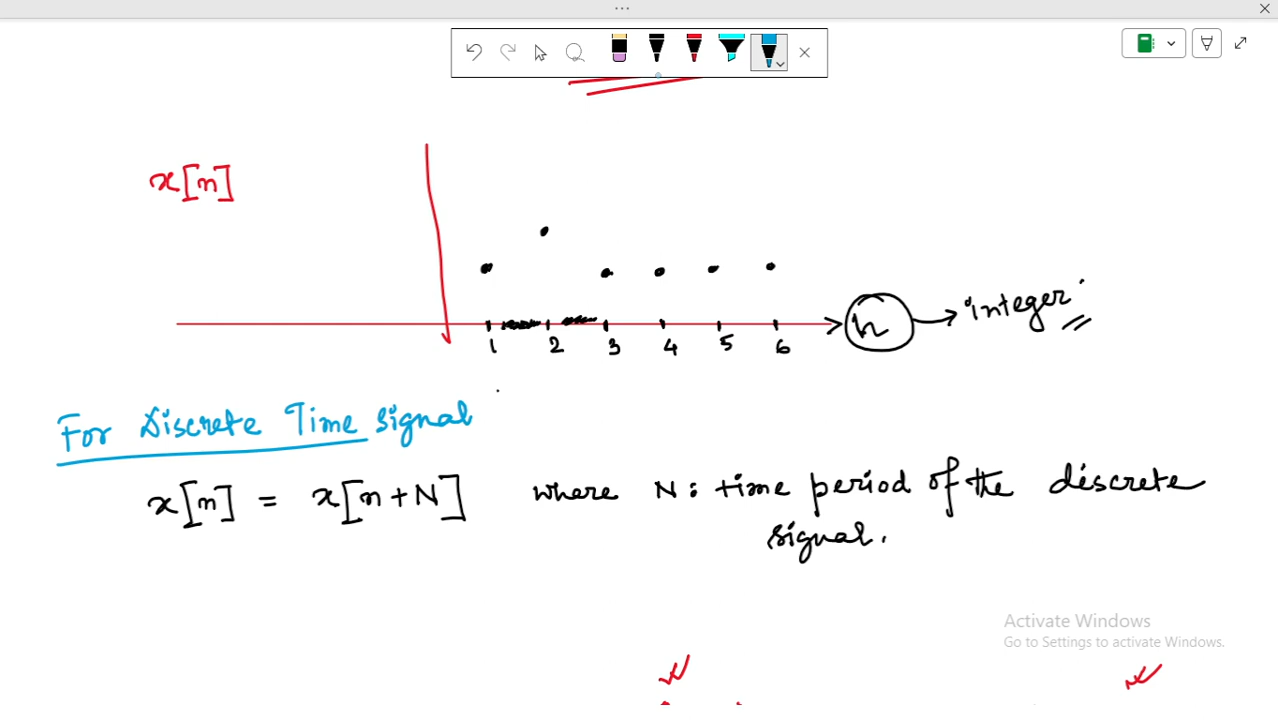 x[n]
1 2 3 4 5 6
n → integer
For Discrete Time signal
x[n] = x[n+N] where N: time period of the discrete
signal.
Activate Windows
Go to Settings to activate Windows.